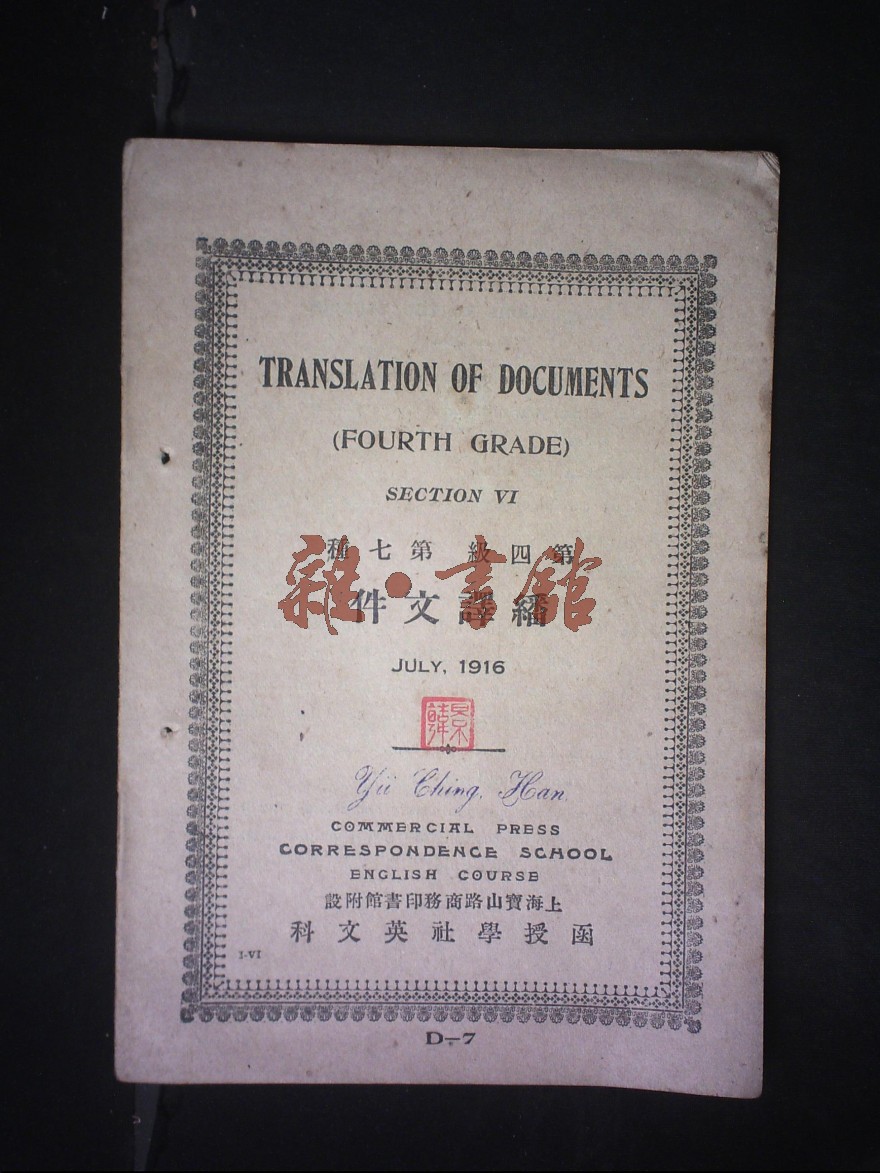 TRANSLATION OF DOCUMENTS
(FOURTH GRADE)
SECTION VI
第四級第七種
繙譯文件
雜·書館
JULY, 1916
Yü Ching Han
COMMERCIAL PRESS
CORRESPONDENCE SCHOOL
ENGLISH COURSE
上海寶山路商務印書館附設
函授學社英文科
I-VI
D-7